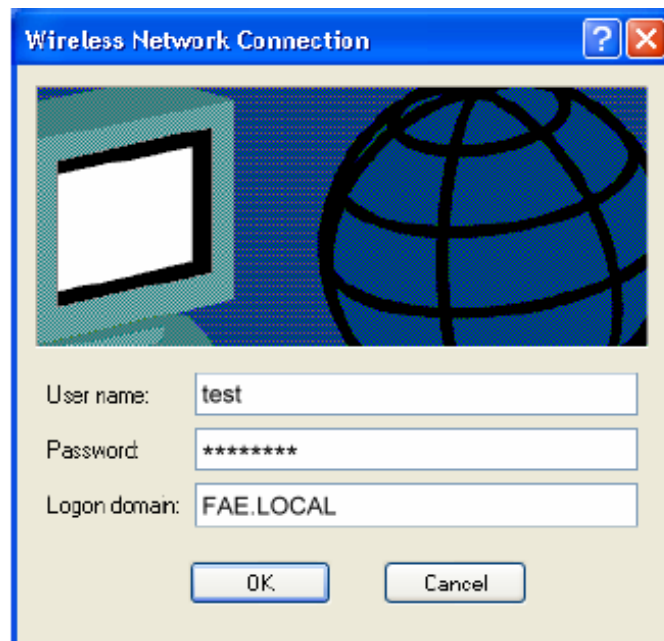 Wireless Network Connection
User name: test
Password: ********
Logon domain: FAE.LOCAL
OK Cancel